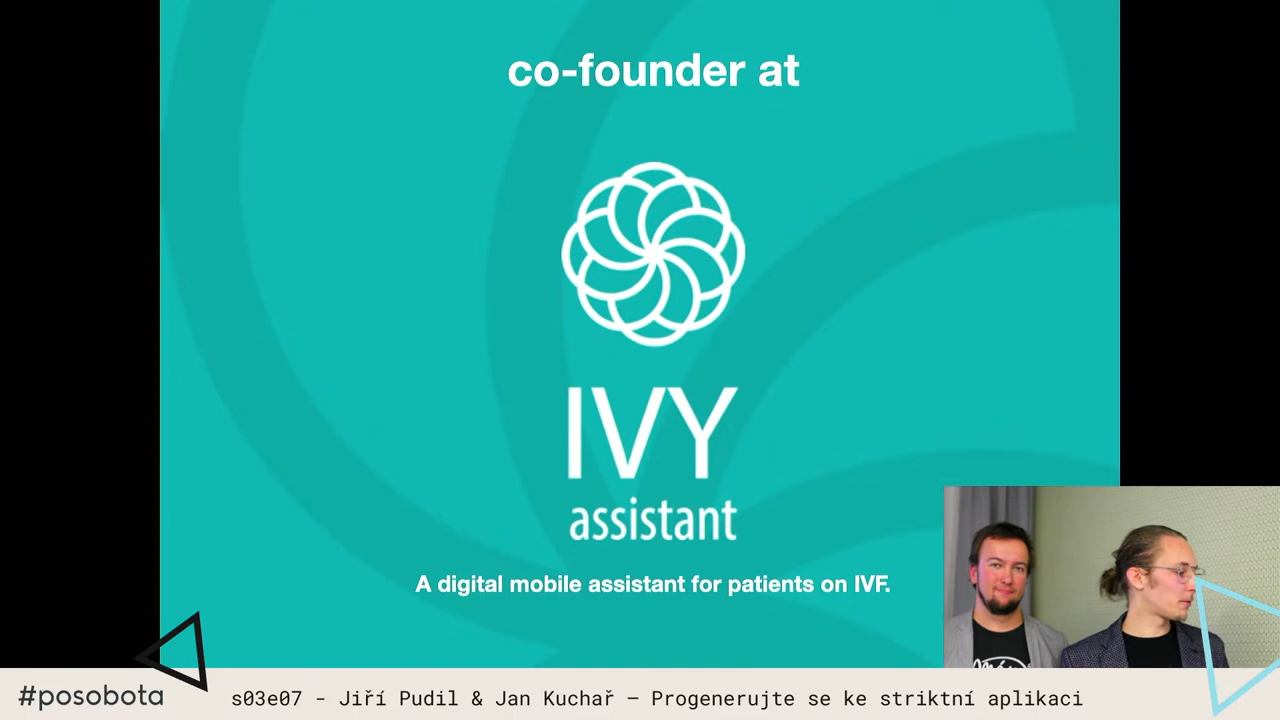 co-founder at
IVY
assistant
A digital mobile assistant for patients on IVF.
#posobota
s03e07 - Jiří Pudil & Jan Kuchař – Progenerujte se ke striktní aplikaci